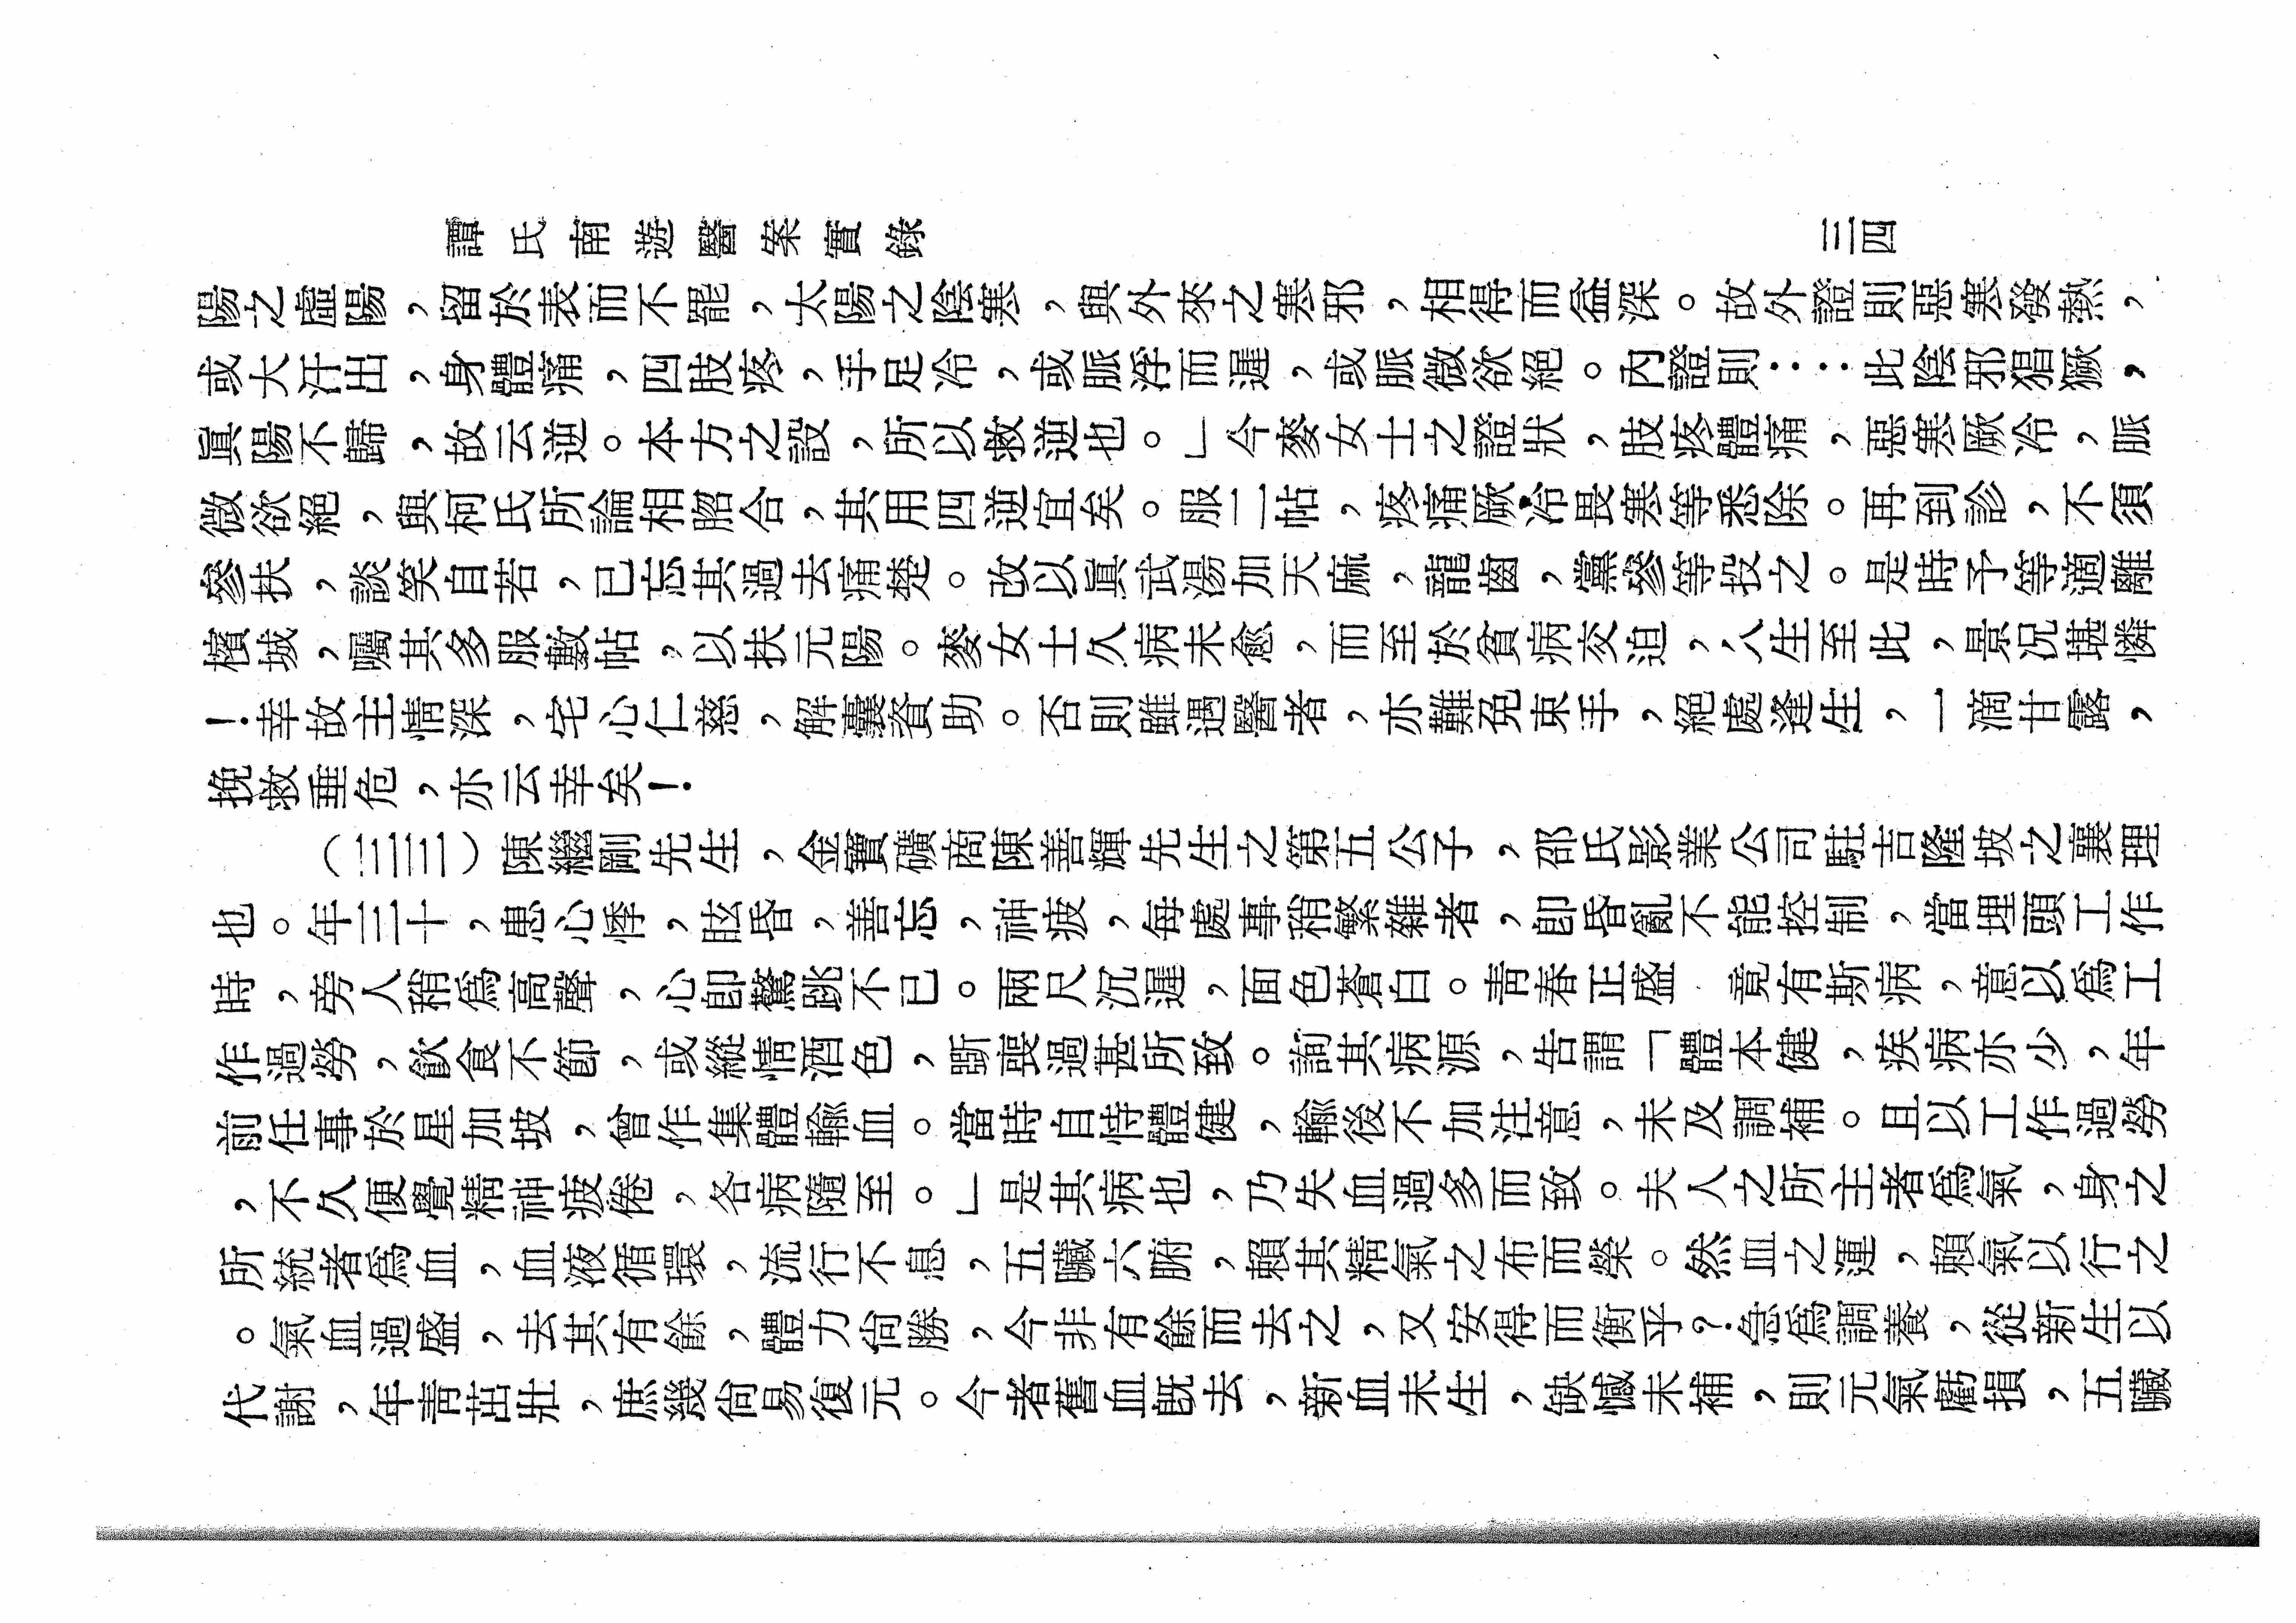 譚氏南遊醫案實錄
三四
陽之虛陽，留於表而不罷，太陽之陰寒，與外來之寒邪，相得而益深。故外證則惡寒發熱，
或大汗出，身體痛，四肢疼，手足冷，或脈浮而遲，或脈微欲絕。內證則‥‥此陰邪猖獗，
眞陽不歸，故云逆。本方之設，所以救逆也。」今麥女士之證狀，肢疼體痛，惡寒厥冷，脈
微欲絕，與柯氏所論相脗合，其用四逆宜矣。服二帖，疼痛厥冷畏寒等悉除。再到診，不須
參扶，談笑自若，已忘其過去痛楚。改以眞武湯加天麻，龍齒，黨參等投之。是時予等適離
檳城，囑其多服數帖，以扶元陽。麥女士久病未愈，而至於貧病交迫，人生至此，景況堪憐
！幸故主情深，宅心仁慈，解囊資助。否則雖遇醫者，亦難免束手，絕處逢生，一滴甘露，
挽救垂危，亦云幸矣！
（三三）陳繼剛先生，金寶礦商陳善輝先生之第五公子，邵氏影業公司駐吉隆坡之襄理
也。年三十，患心悸，眩昏，善忘，神疲，每處事稍繁雜者，卽昏亂不能控制，當埋頭工作
時，旁人稍爲高聲，心卽驚跳不已。兩尺沉遲，面色蒼白。靑春正盛　竟有斯病，意以爲工
作過勞，飮食不節，或縱情酒色，斲喪過甚所致。詢其病源，告謂「體本健，疾病亦少，年
前任事於星加坡，曾作集體輸血。當時自恃體健，輸後不加注意，未及調補。且以工作過勞
，不久便覺精神疲倦，各病隨至。」是其病也，乃失血過多而致。夫人之所主者爲氣，身之
所統者爲血，血液循環，流行不息，五臟六腑，賴其精氣之布而榮。然血之運，賴氣以行之
。氣血過盛，去其有餘，體力尙勝，今非有餘而去之，又安得而衡乎？急爲調養，從新生以
代謝，年靑茁壯，庶幾尙易復元。今者舊血旣去，新血未生，缺憾未補，則元氣虧損，五臟